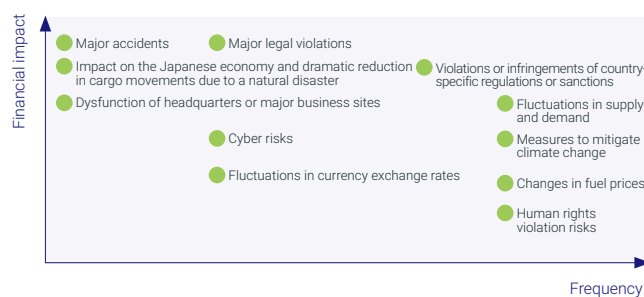 Financial impact
Major accidents
Major legal violations
Impact on the Japanese economy and dramatic reduction
in cargo movements due to a natural disaster
Violations or infringements of country-
specific regulations or sanctions
Dysfunction of headquarters or major business sites
Fluctuations in supply
and demand
Cyber risks
Measures to mitigate
climate change
Fluctuations in currency exchange rates
Changes in fuel prices
Human rights
violation risks
Frequency